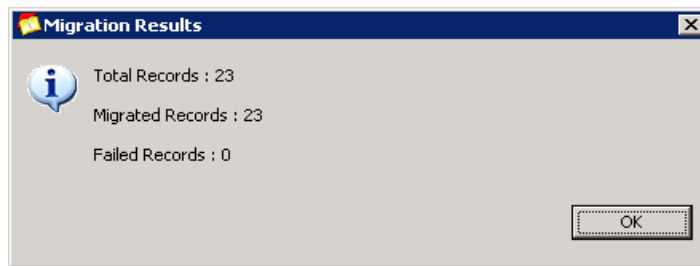 Migration Results
Total Records : 23
Migrated Records : 23
Failed Records : 0
OK